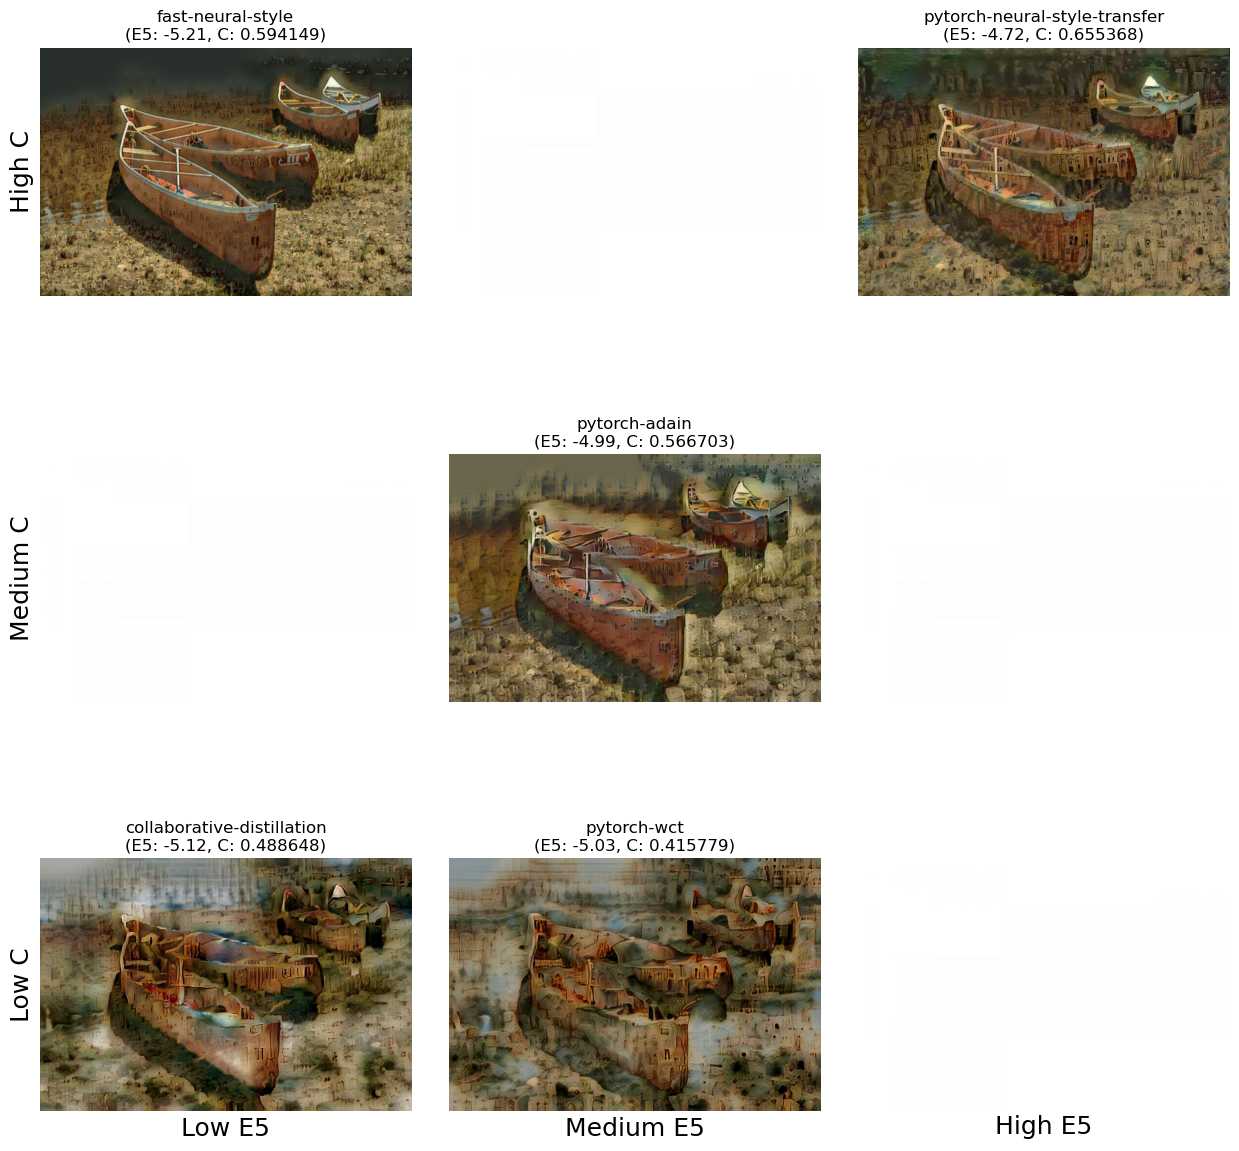 fast-neural-style
(E5: -5.21, C: 0.594149)
pytorch-neural-style-transfer
(E5: -4.72, C: 0.655368)
High C
pytorch-adain
(E5: -4.99, C: 0.566703)
Medium C
collaborative-distillation
(E5: -5.12, C: 0.488648)
pytorch-wct
(E5: -5.03, C: 0.415779)
Low C
Low E5
Medium E5
High E5